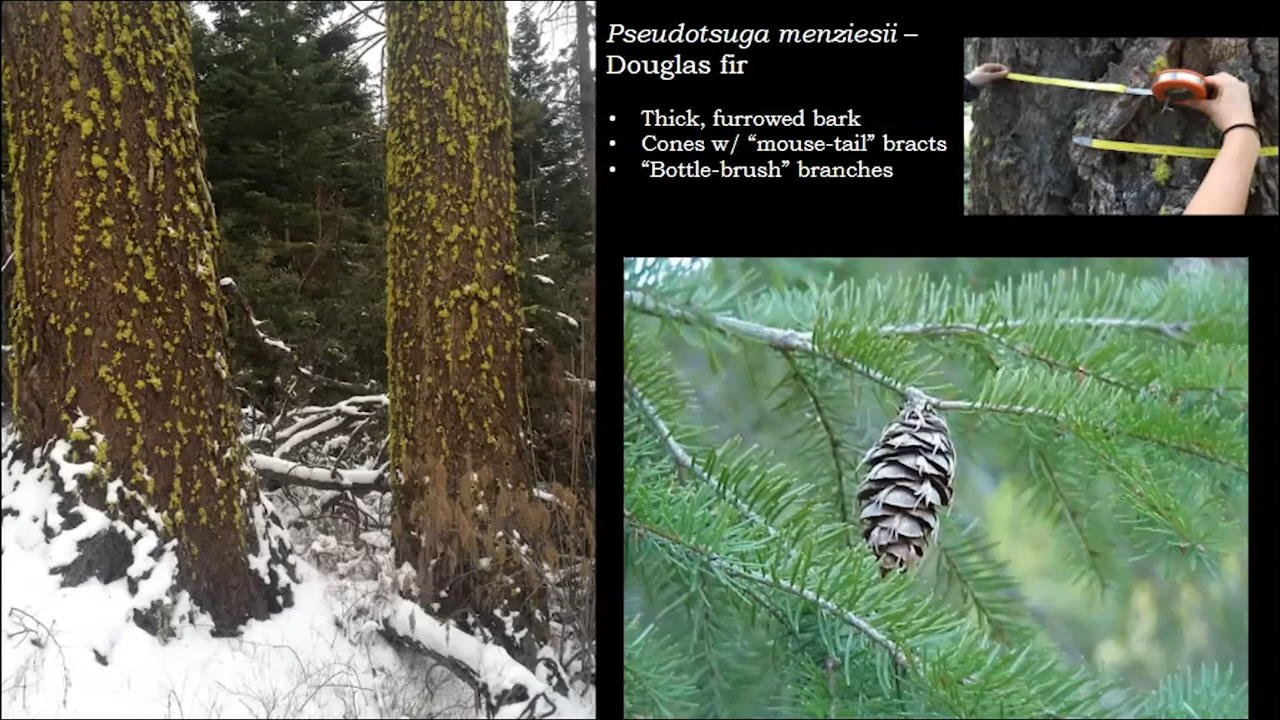 Pseudotsuga menziesii –
Douglas fir
• Thick, furrowed bark
• Cones w/ “mouse-tail” bracts
• “Bottle-brush” branches